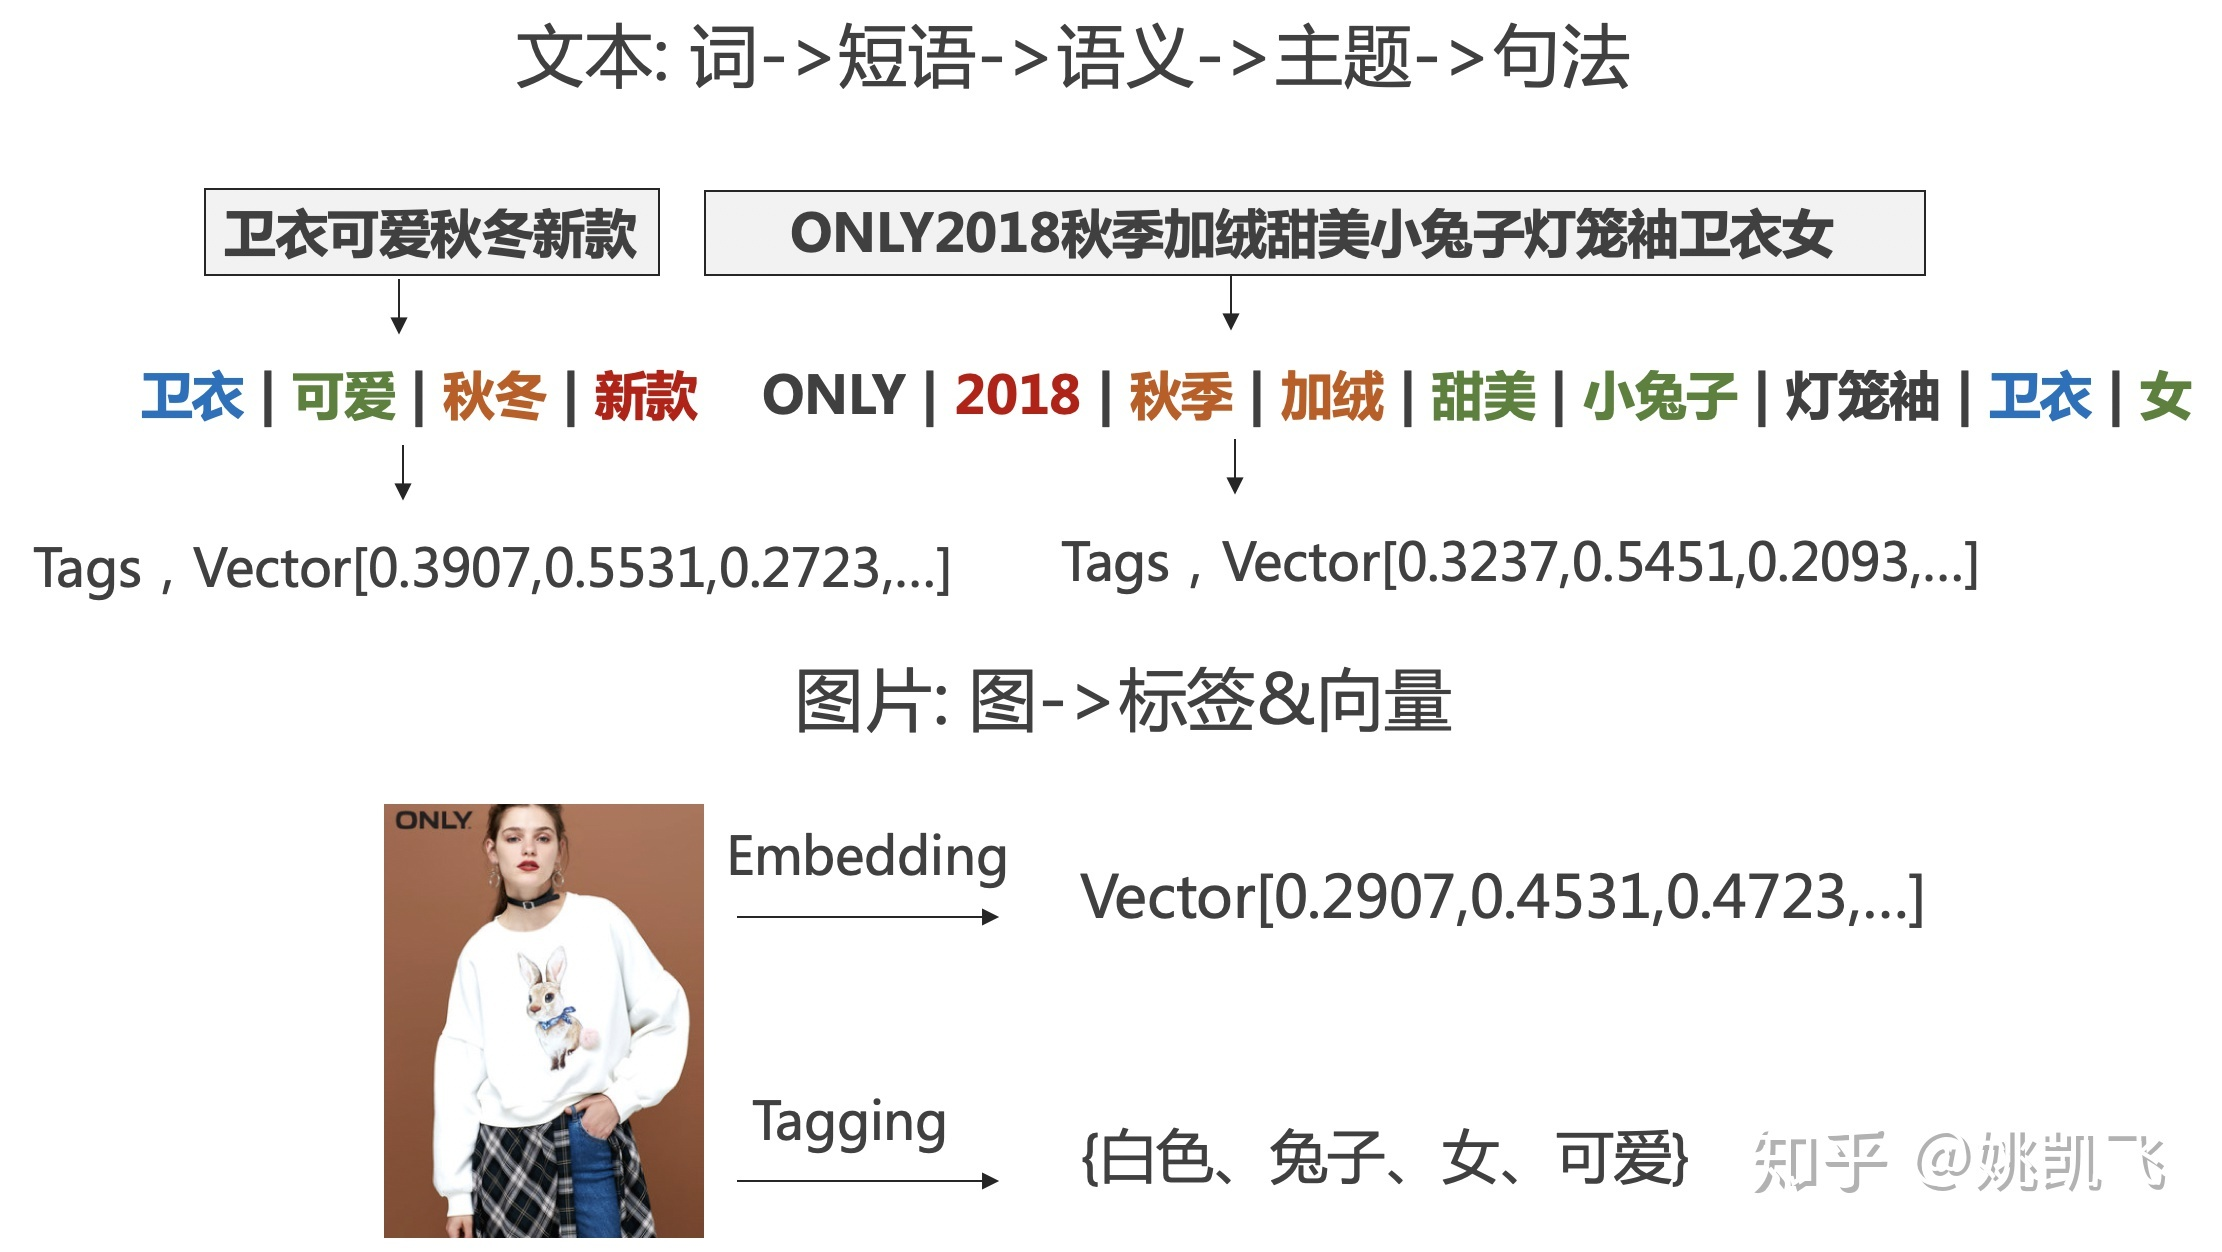 文本: 词->短语->语义->主题->句法
卫衣可爱秋冬新款
ONLY2018秋季加绒甜美小兔子灯笼袖卫衣女
卫衣 | 可爱 | 秋冬 | 新款
ONLY | 2018 | 秋季 | 加绒 | 甜美 | 小兔子 | 灯笼袖 | 卫衣 | 女
Tags，Vector[0.3907,0.5531,0.2723,...]
Tags，Vector[0.3237,0.5451,0.2093,...]
图片: 图->标签&向量
ONLY
Embedding
Vector[0.2907,0.4531,0.4723,...]
Tagging
{白色、兔子、女、可爱}
知乎 @姚凯飞